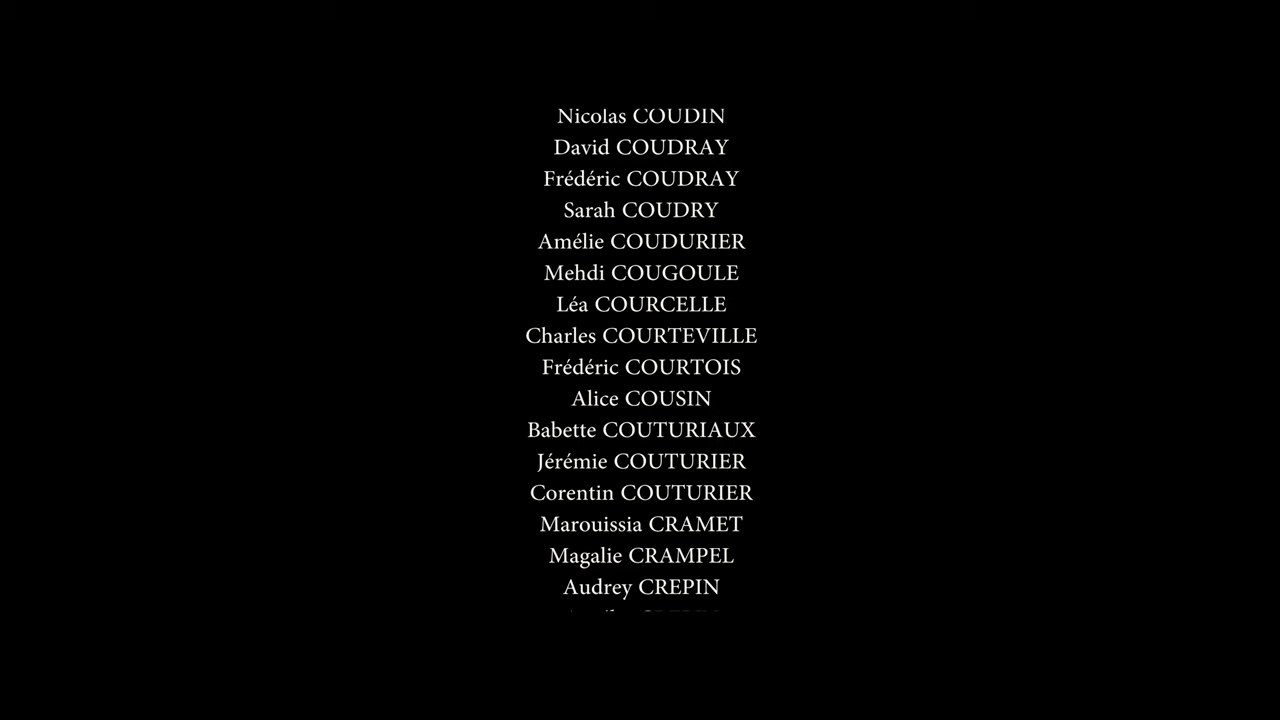 Nicolas COUDIN
David COUDRAY
Frédéric COUDRAY
Sarah COUDRY
Amélie COUDURIER
Mehdi COUGOULE
Léa COURCELLE
Charles COURTEVILLE
Frédéric COURTOIS
Alice COUSIN
Babette COUTURIAUX
Jérémie COUTURIER
Corentin COUTURIER
Marouissia CRAMET
Magalie CRAMPEL
Audrey CREPIN